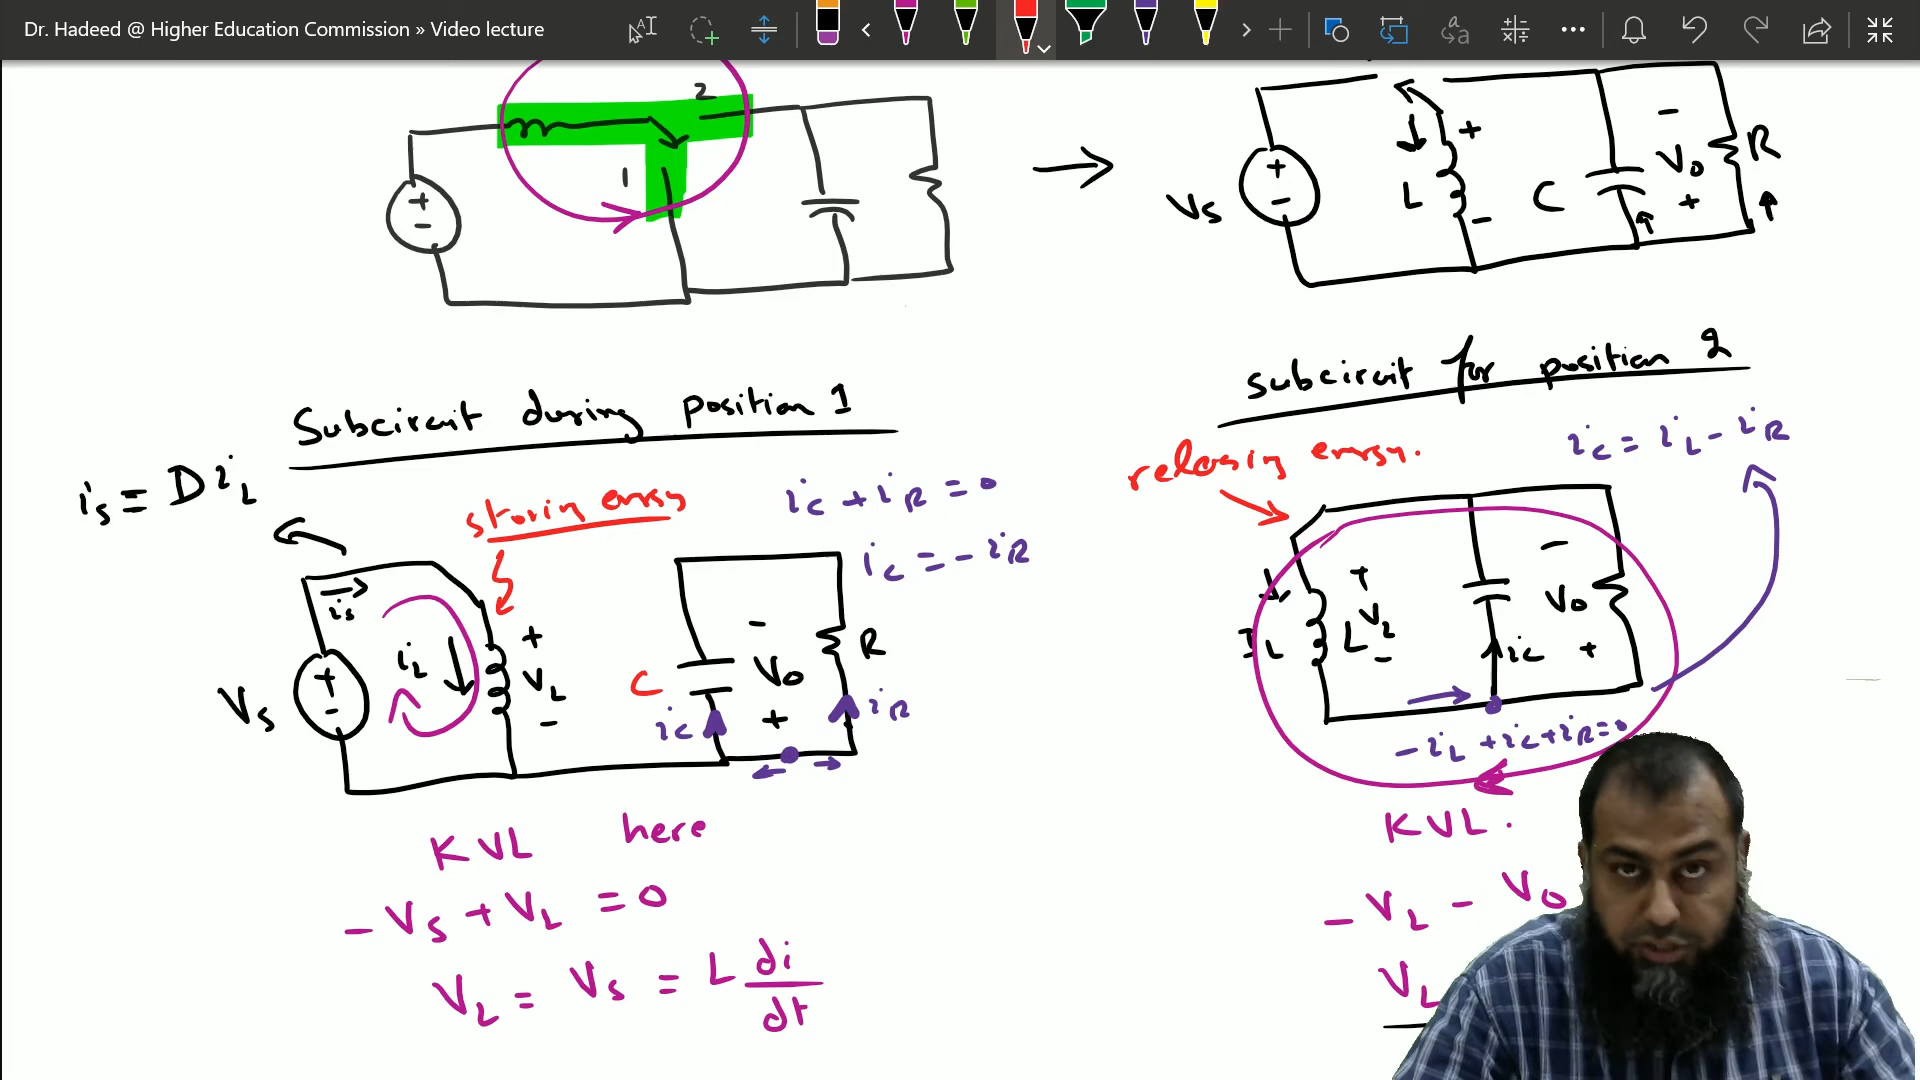 Dr. Hadeed @ Higher Education Commission » Video lecture
2
1
+
-
Vs
+
-
L
+
-
C
-
Vo
+
R
Subcircuit during position 1
subcircuit for position 2
is = D iL
storing energy
ic + iR = 0
ic = - iR
releasing energy.
ic = iL - iR
is
iL
Vs
+
-
+
VL
-
C
ic
-
Vo
+
R
iR
iL
+
L
VL
-
ic
-
Vo
+
- iL + ic + iR = 0
KVL here
- Vs + VL = 0
VL = Vs = L di/dt
KVL.
- VL - Vo
VL